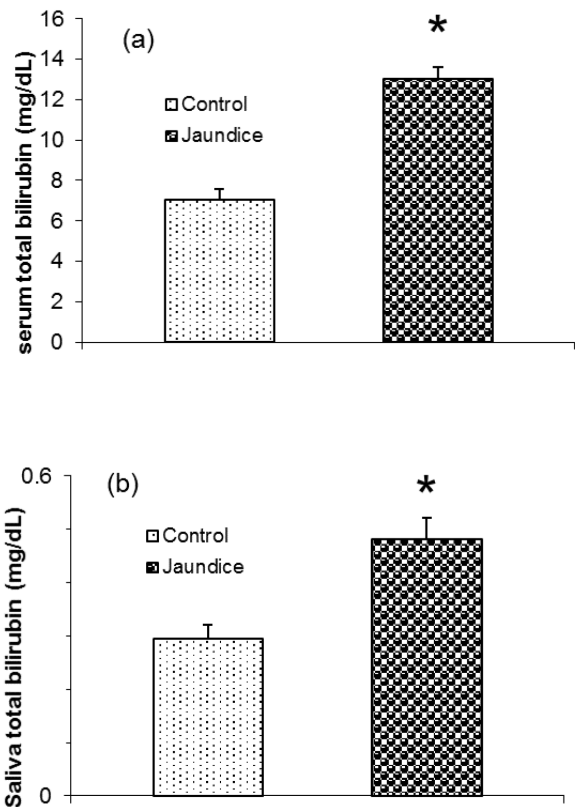 (a)
*
Control
Jaundice
serum total bilirubin (mg/dL)
16
14
12
10
8
6
4
2
0
(b)
*
Control
Jaundice
Saliva total bilirubin (mg/dL)
0.6
0